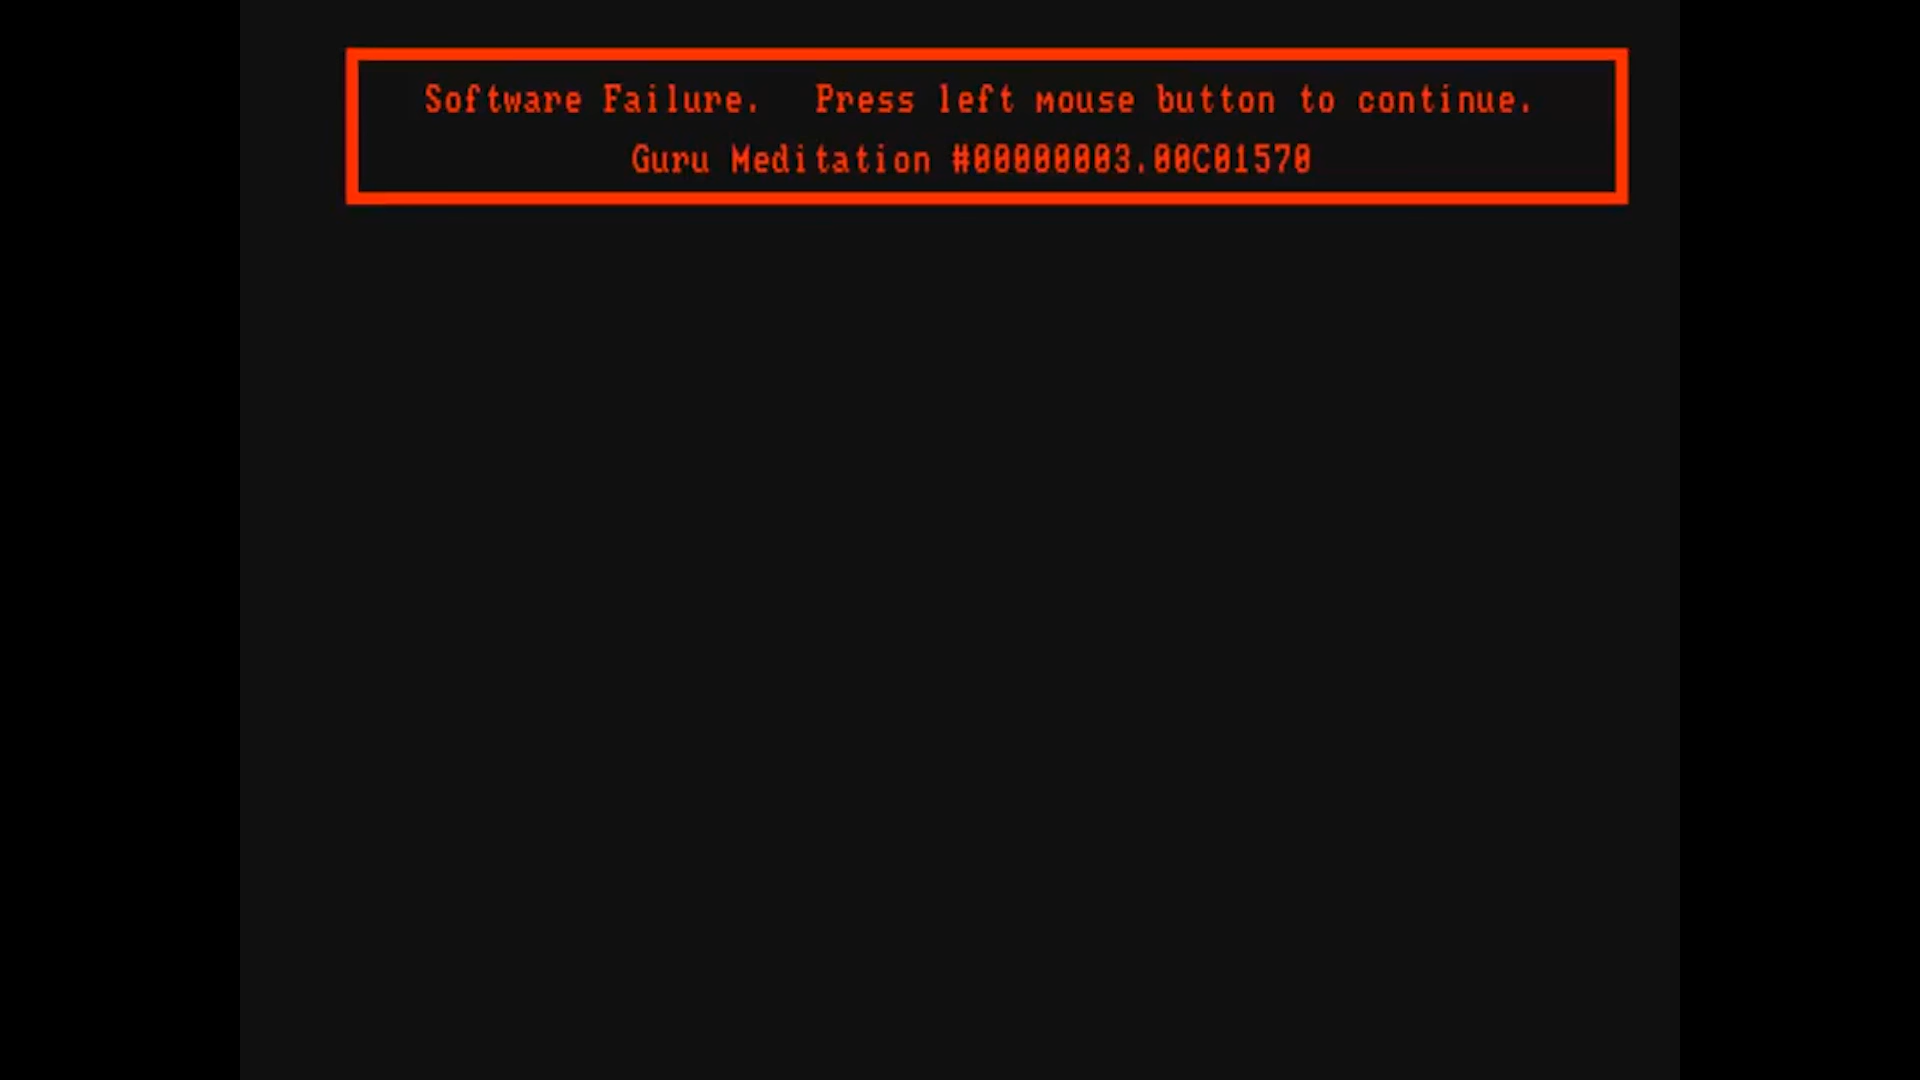 Software Failure.  Press left mouse button to continue.
Guru Meditation #00000003.00C01570